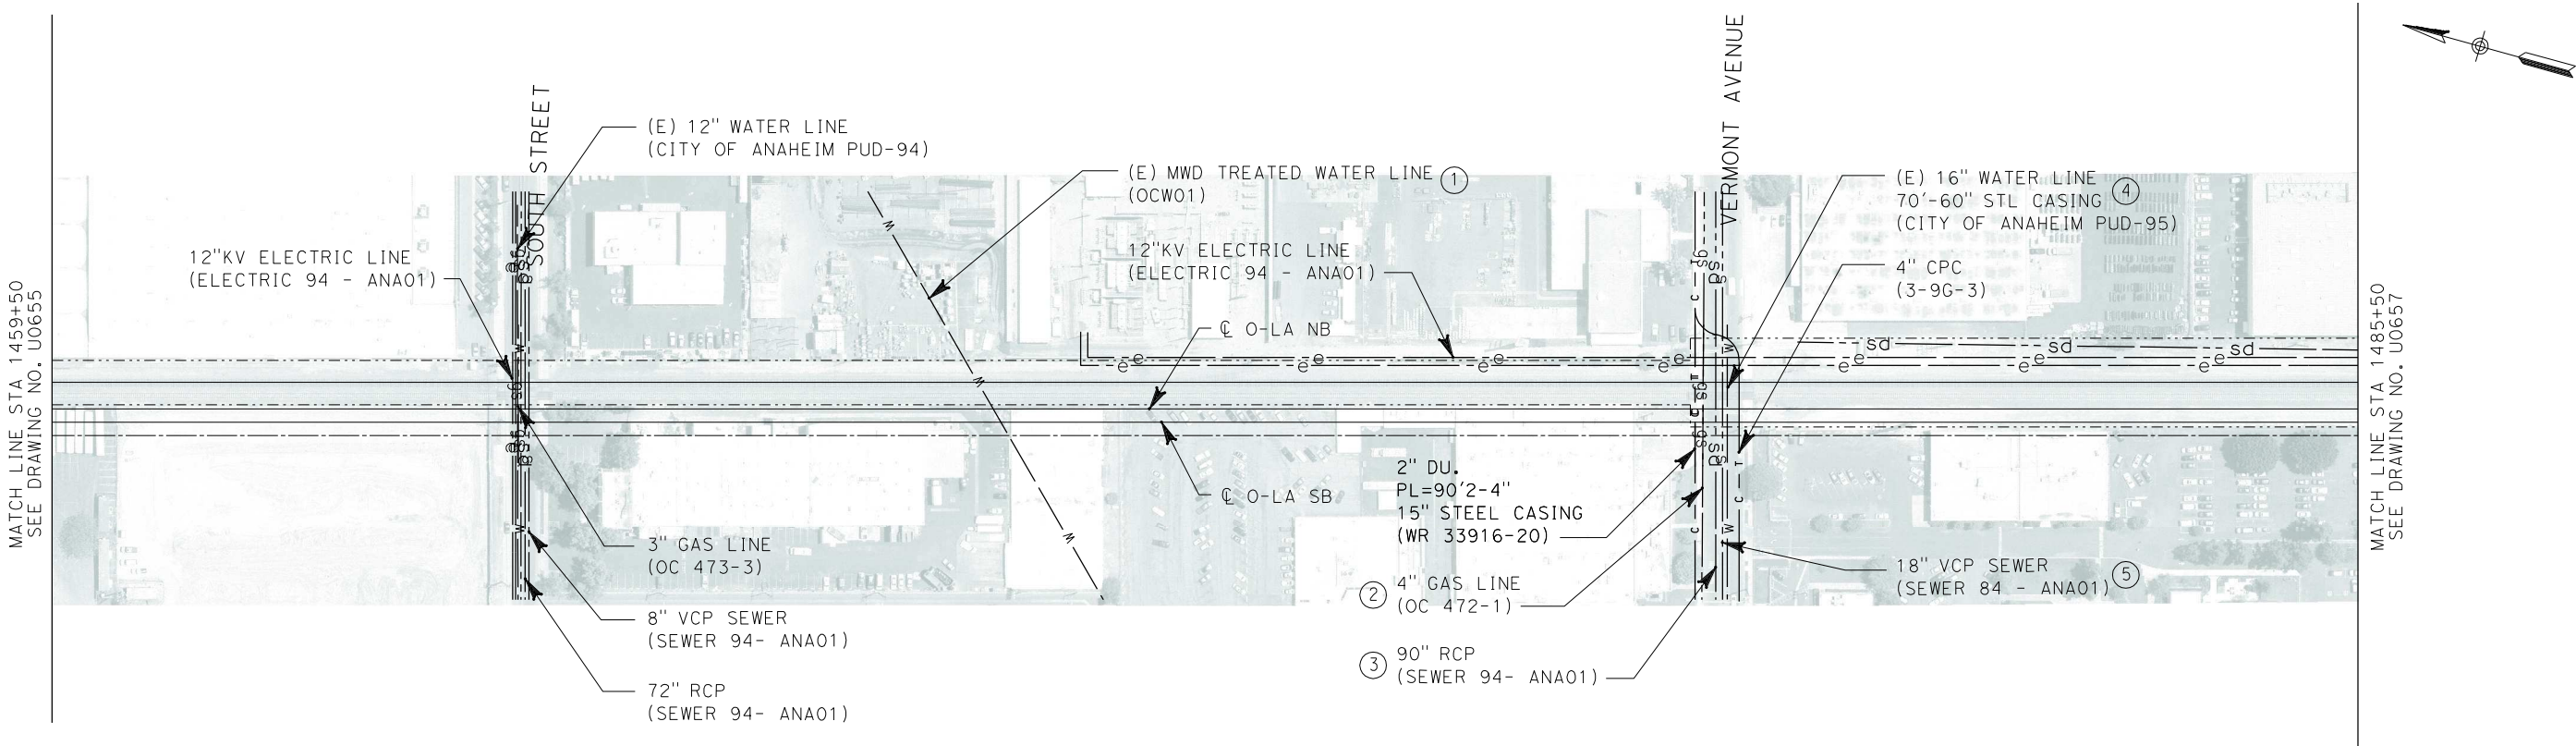 MATCH LINE STA 1459+50
SEE DRAWING NO. U0655
SOUTH STREET
(E) 12" WATER LINE
(CITY OF ANAHEIM PUD-94)
12"KV ELECTRIC LINE
(ELECTRIC 94 - ANA01)
3" GAS LINE
(OC 473-3)
8" VCP SEWER
(SEWER 94- ANA01)
72" RCP
(SEWER 94- ANA01)
(E) MWD TREATED WATER LINE 1
(OCW01)
12"KV ELECTRIC LINE
(ELECTRIC 94 - ANA01)
℄ O-LA NB
℄ O-LA SB
W
W
W
e e e e e e e
sd sd sd
VERMONT AVENUE
(E) 16" WATER LINE
70'-60" STL CASING 4
(CITY OF ANAHEIM PUD-95)
4" CPC
(3-9G-3)
2" DU.
PL=90'2-4"
15" STEEL CASING
(WR 33916-20)
2 4" GAS LINE
(OC 472-1)
3 90" RCP
(SEWER 94- ANA01)
18" VCP SEWER
(SEWER 84 - ANA01) 5
MATCH LINE STA 1485+50
SEE DRAWING NO. U0657